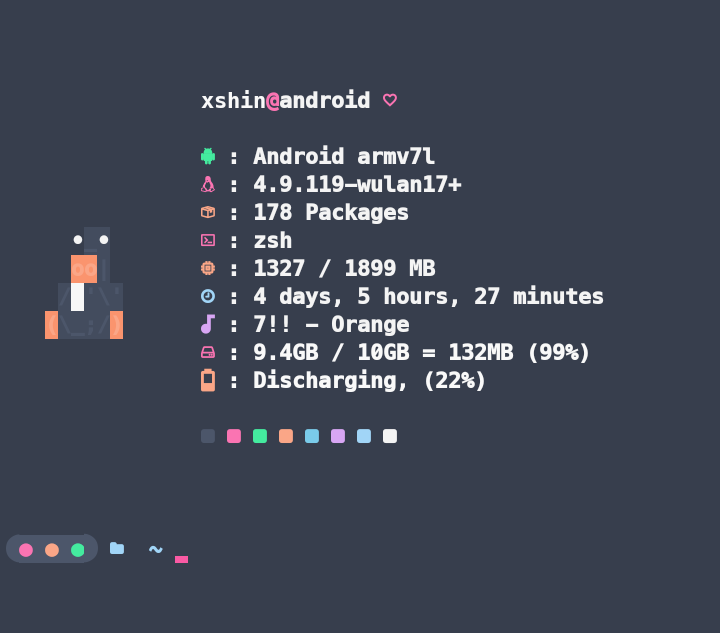 xshin@android ♡
: Android armv7l
: 4.9.119-wulan17+
: 178 Packages
: zsh
: 1327 / 1899 MB
: 4 days, 5 hours, 27 minutes
: 7!! - Orange
: 9.4GB / 10GB = 132MB (99%)
: Discharging, (22%)
~